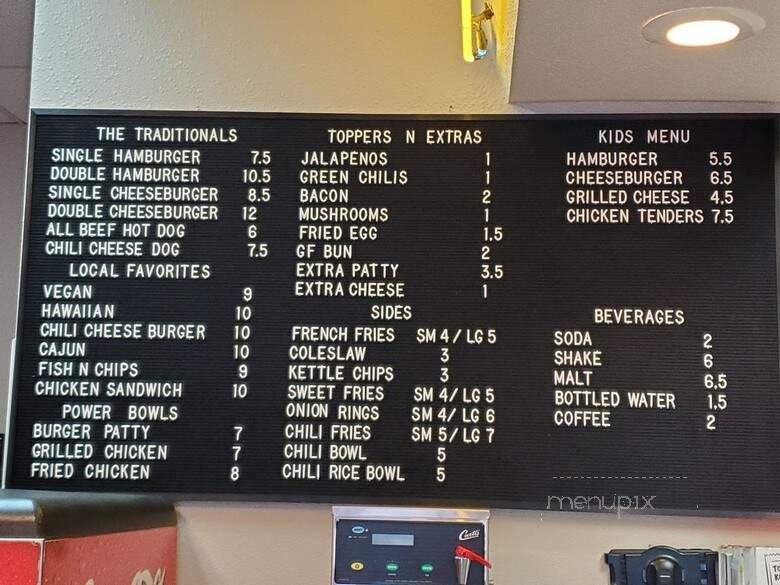 THE TRADITIONALS
SINGLE HAMBURGER 7.5
DOUBLE HAMBURGER 10.5
SINGLE CHEESEBURGER 8.5
DOUBLE CHEESEBURGER 12
ALL BEEF HOT DOG 6
CHILI CHEESE DOG 7.5
LOCAL FAVORITES
VEGAN 9
HAWAIIAN 10
CHILI CHEESE BURGER 10
CAJUN 10
FISH N CHIPS 9
CHICKEN SANDWICH 10
POWER BOWLS
BURGER PATTY 7
GRILLED CHICKEN 7
FRIED CHICKEN 8
TOPPERS N EXTRAS
JALAPENOS 1
GREEN CHILIS 1
BACON 2
MUSHROOMS 1
FRIED EGG 1.5
GF BUN 2
EXTRA PATTY 3.5
EXTRA CHEESE 1
SIDES
FRENCH FRIES SM 4/LG 5
COLESLAW 3
KETTLE CHIPS 3
SWEET FRIES SM 4/LG 5
ONION RINGS SM 4/LG 6
CHILI FRIES SM 5/LG 7
CHILI BOWL 5
CHILI RICE BOWL 5
KIDS MENU
HAMBURGER 5.5
CHEESEBURGER 6.5
GRILLED CHEESE 4.5
CHICKEN TENDERS 7.5
BEVERAGES
SODA 2
SHAKE 6
MALT 6.5
BOTTLED WATER 1.5
COFFEE 2
menupix
Curtis